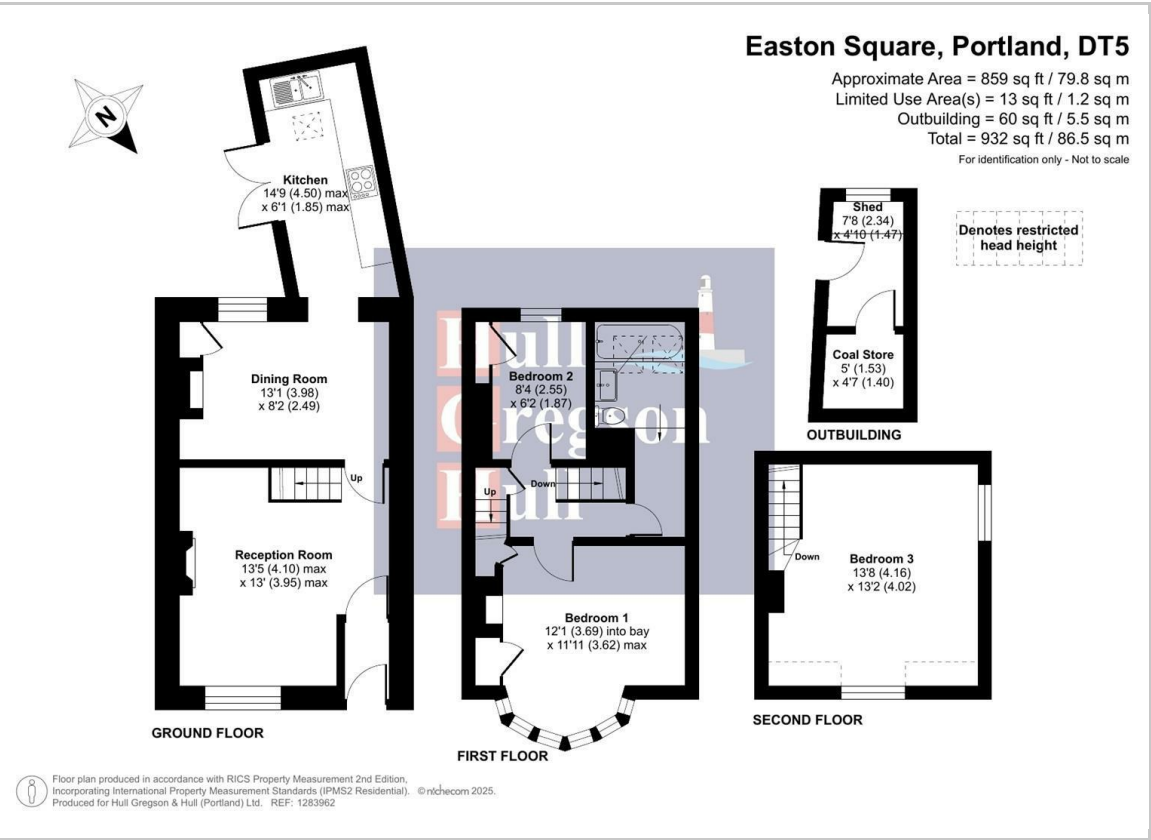 Easton Square, Portland, DT5
Approximate Area = 859 sq ft / 79.8 sq m
Limited Use Area(s) = 13 sq ft / 1.2 sq m
Outbuilding = 60 sq ft / 5.5 sq m
Total = 932 sq ft / 86.5 sq m
For identification only - Not to scale
N
Kitchen
14'9 (4.50) max
x 6'1 (1.85) max
Shed
7'8 (2.34)
x 4'10 (1.47)
Denotes restricted
head height
Coal Store
5' (1.53)
x 4'7 (1.40)
OUTBUILDING
Dining Room
13'1 (3.98)
x 8'2 (2.49)
Up
Reception Room
13'5 (4.10) max
x 13' (3.95) max
GROUND FLOOR
Hull
Gregson
Hull
Bedroom 2
8'4 (2.55)
x 6'2 (1.87)
Up
Down
Bedroom 1
12'1 (3.69) into bay
x 11'11 (3.62) max
FIRST FLOOR
Down
Bedroom 3
13'8 (4.16)
x 13'2 (4.02)
SECOND FLOOR
Floor plan produced in accordance with RICS Property Measurement 2nd Edition,
Incorporating International Property Measurement Standards (IPMS2 Residential). © nichecom 2025.
Produced for Hull Gregson & Hull (Portland) Ltd. REF: 1283962